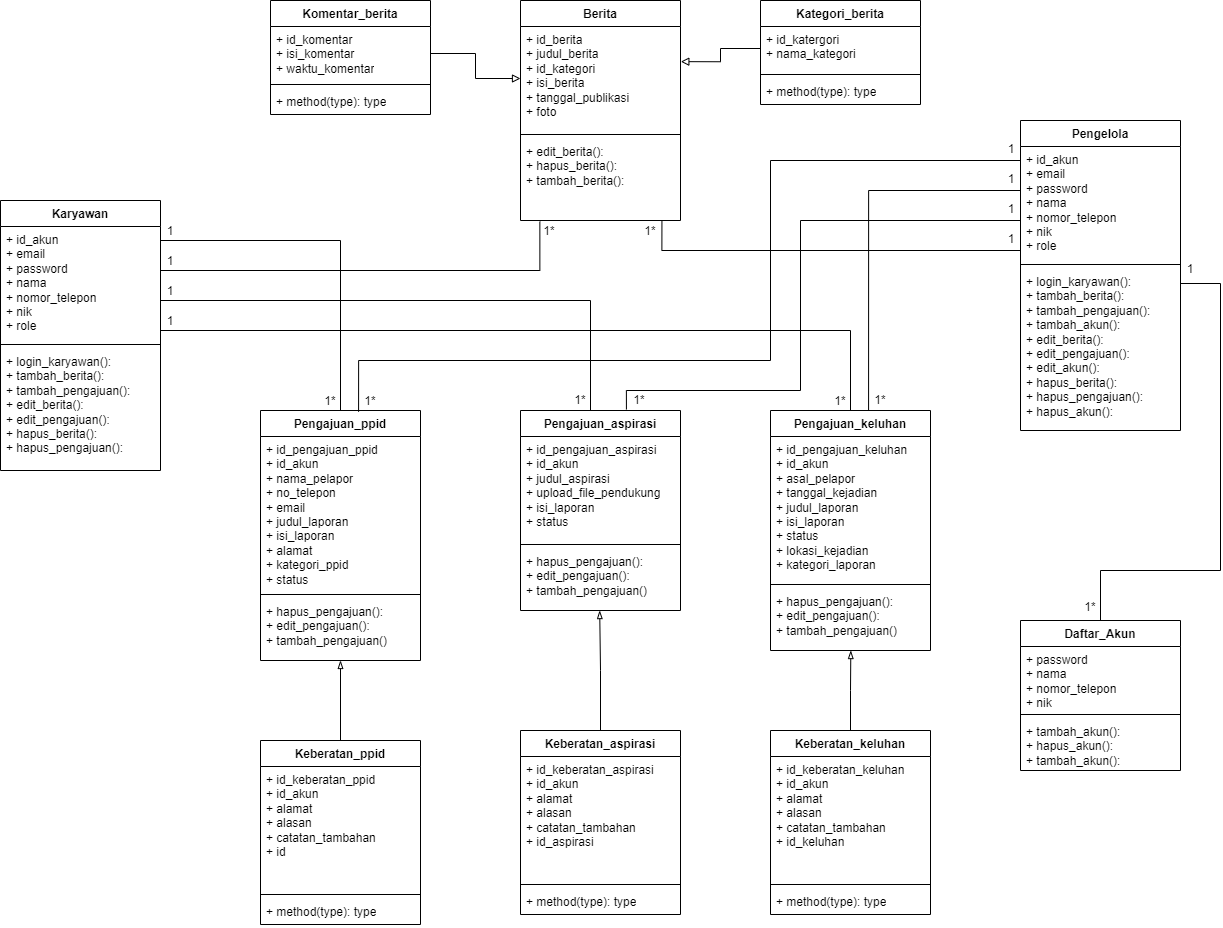 Komentar_berita
+ id_komentar
+ isi_komentar
+ waktu_komentar
+ method(type): type
Berita
+ id_berita
+ judul_berita
+ id_kategori
+ isi_berita
+ tanggal_publikasi
+ foto
+ edit_berita():
+ hapus_berita():
+ tambah_berita():
Kategori_berita
+ id_katergori
+ nama_kategori
+ method(type): type
Pengelola
+ id_akun
+ email
+ password
+ nama
+ nomor_telepon
+ nik
+ role
+ login_karyawan():
+ tambah_berita():
+ tambah_pengajuan():
+ tambah_akun():
+ edit_berita():
+ edit_pengajuan():
+ edit_akun():
+ hapus_berita():
+ hapus_pengajuan():
+ hapus_akun():
1
1
1
1
1
Karyawan
+ id_akun
+ email
+ password
+ nama
+ nomor_telepon
+ nik
+ role
+ login_karyawan():
+ tambah_berita():
+ tambah_pengajuan():
+ edit_berita():
+ edit_pengajuan():
+ hapus_berita():
+ hapus_pengajuan():
1
1
1
1
1*
1*
1*
1*
1*
1*
1*
1*
Pengajuan_ppid
+ id_pengajuan_ppid
+ id_akun
+ nama_pelapor
+ no_telepon
+ email
+ judul_laporan
+ isi_laporan
+ alamat
+ kategori_ppid
+ status
+ hapus_pengajuan():
+ edit_pengajuan():
+ tambah_pengajuan()
Pengajuan_aspirasi
+ id_pengajuan_aspirasi
+ id_akun
+ judul_aspirasi
+ upload_file_pendukung
+ isi_laporan
+ status
+ hapus_pengajuan():
+ edit_pengajuan():
+ tambah_pengajuan()
Pengajuan_keluhan
+ id_pengajuan_keluhan
+ id_akun
+ asal_pelapor
+ tanggal_kejadian
+ judul_laporan
+ isi_laporan
+ status
+ lokasi_kejadian
+ kategori_laporan
+ hapus_pengajuan():
+ edit_pengajuan():
+ tambah_pengajuan()
1*
Daftar_Akun
+ password
+ nama
+ nomor_telepon
+ nik
+ tambah_akun():
+ hapus_akun():
+ tambah_akun():
Keberatan_ppid
+ id_keberatan_ppid
+ id_akun
+ alamat
+ alasan
+ catatan_tambahan
+ id
+ method(type): type
Keberatan_aspirasi
+ id_keberatan_aspirasi
+ id_akun
+ alamat
+ alasan
+ catatan_tambahan
+ id_aspirasi
+ method(type): type
Keberatan_keluhan
+ id_keberatan_keluhan
+ id_akun
+ alamat
+ alasan
+ catatan_tambahan
+ id_keluhan
+ method(type): type